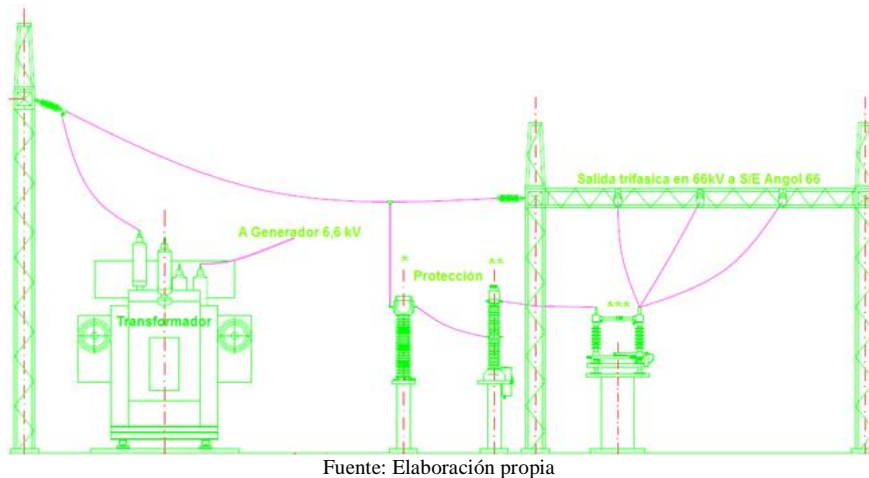 Salida trifasica en 66kV a S/E Angol 66
A Generador 6,6 kV
*
**
Protección
***
Transformador
Fuente: Elaboración propia